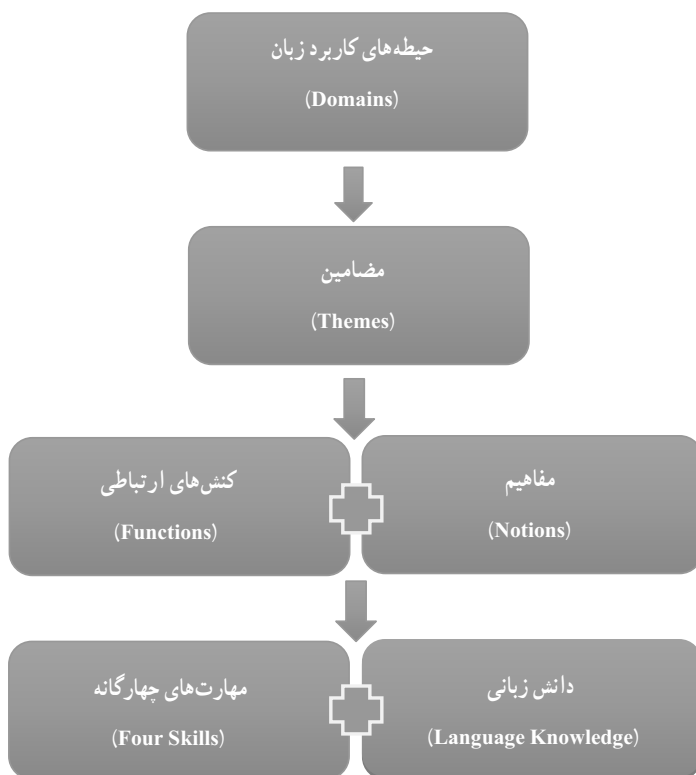 حیطه‌های کاربرد زبان
(Domains)
مضامین
(Themes)
مفاهیم
(Notions)
کنش‌های ارتباطی
(Functions)
دانش زبانی
(Language Knowledge)
مهارت‌های چهارگانه
(Four Skills)